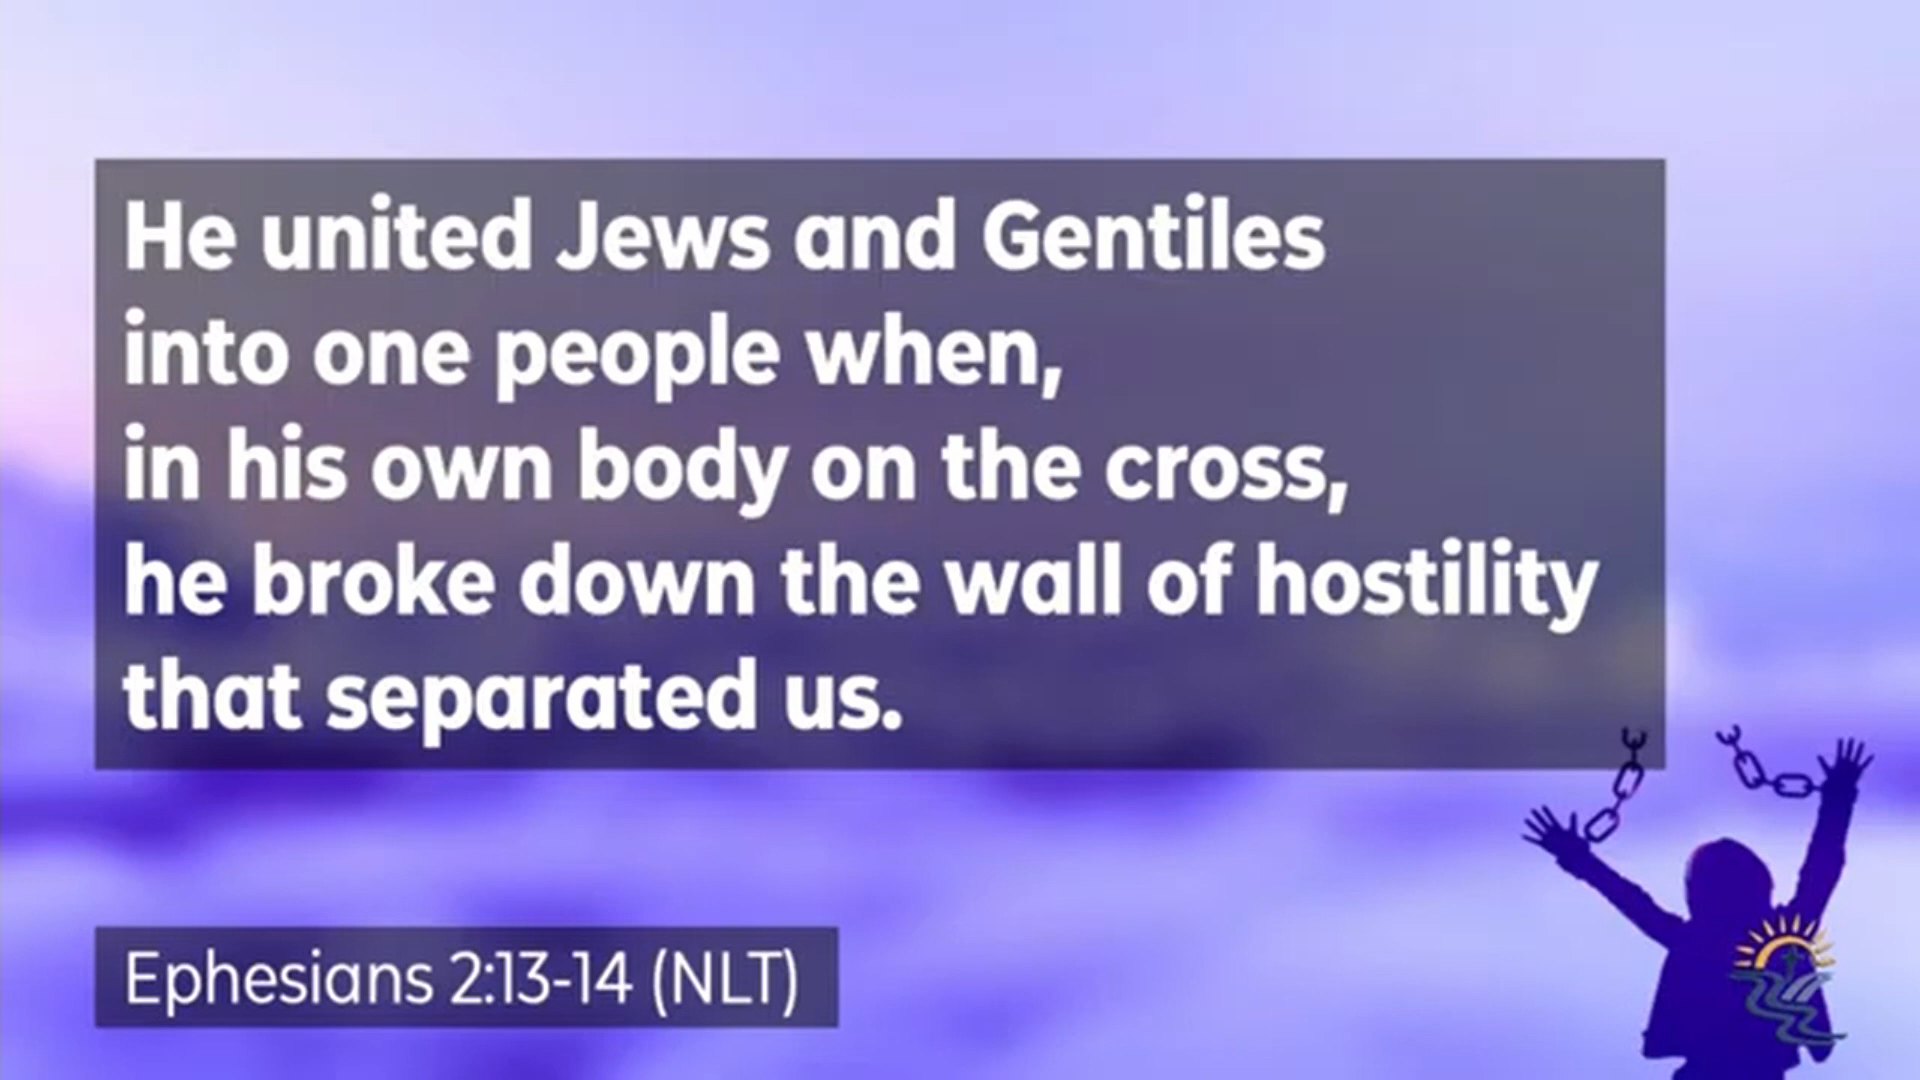 He united Jews and Gentiles
into one people when,
in his own body on the cross,
he broke down the wall of hostility
that separated us.
Ephesians 2:13-14 (NLT)